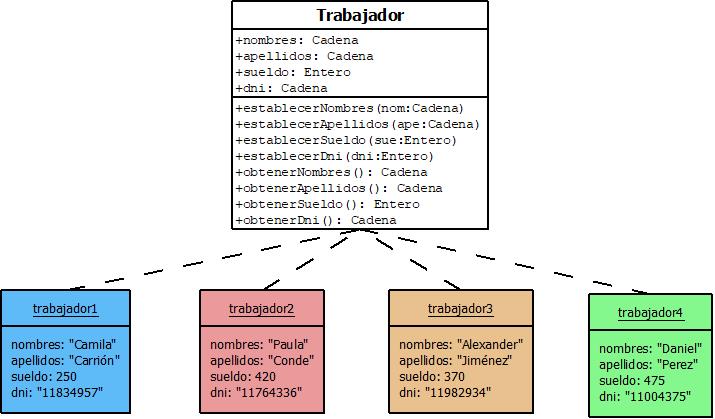 Trabajador
+nombres: Cadena
+apellidos: Cadena
+sueldo: Entero
+dni: Cadena
+establecerNombres(nom:Cadena)
+establecerApellidos(ape:Cadena)
+establecerSueldo(sue:Entero)
+establecerDni(dni:Entero)
+obtenerNombres(): Cadena
+obtenerApellidos(): Cadena
+obtenerSueldo(): Entero
+obtenerDni(): Cadena
trabajador1
nombres: "Camila"
apellidos: "Carrión"
sueldo: 250
dni: "11834957"
trabajador2
nombres: "Paula"
apellidos: "Conde"
sueldo: 420
dni: "11764336"
trabajador3
nombres: "Alexander"
apellidos: "Jiménez"
sueldo: 370
dni: "11982934"
trabajador4
nombres: "Daniel"
apellidos: "Perez"
sueldo: 475
dni: "11004375"